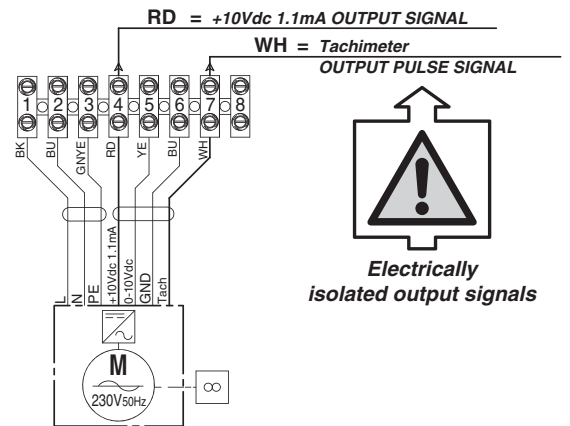 RD = +10Vdc 1.1mA OUTPUT SIGNAL
WH = Tachimeter
OUTPUT PULSE SIGNAL
1 2 3 4 5 6 7 8
BK BU GNYE RD YE BU WH
Electrically
isolated output signals
L N PE +10Vdc 1.1mA 0-10Vdc GND Tach
M
230V50Hz